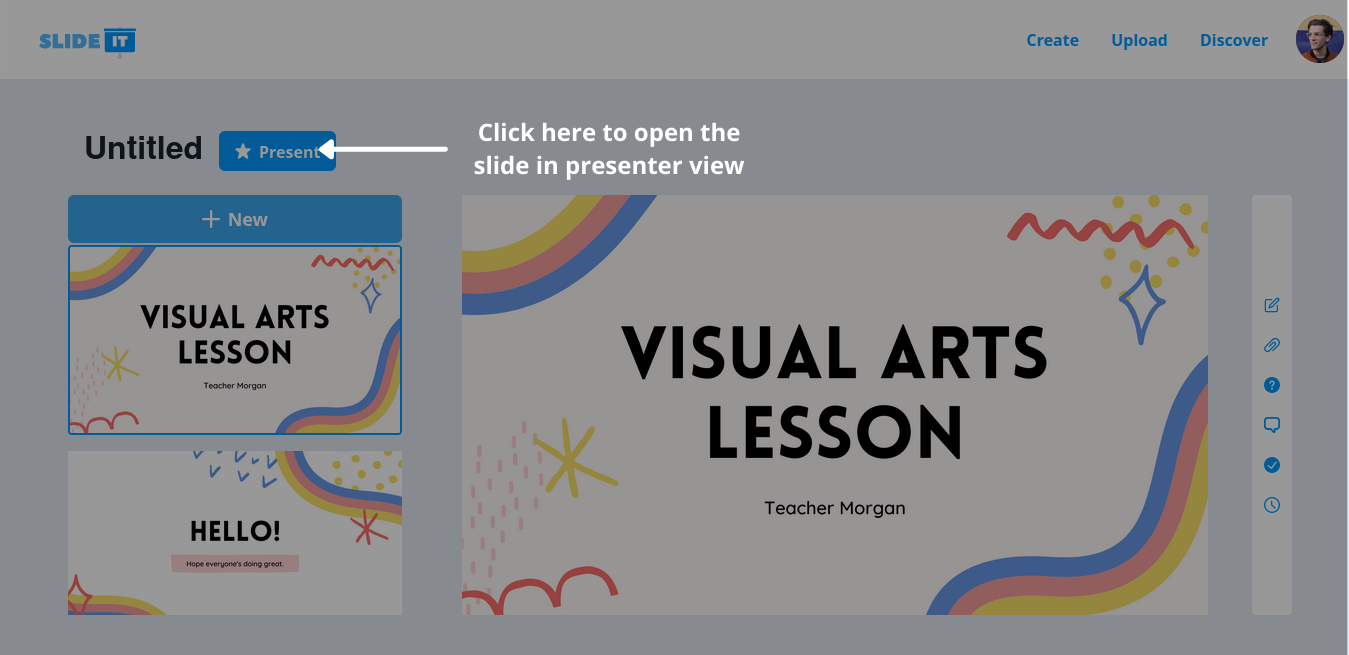 SLIDE IT
Create Upload Discover
Untitled
Present
Click here to open the
slide in presenter view
New
VISUAL ARTS
LESSON
Teacher Morgan
HELLO!
Hope everyone's doing great.
VISUAL ARTS
LESSON
Teacher Morgan